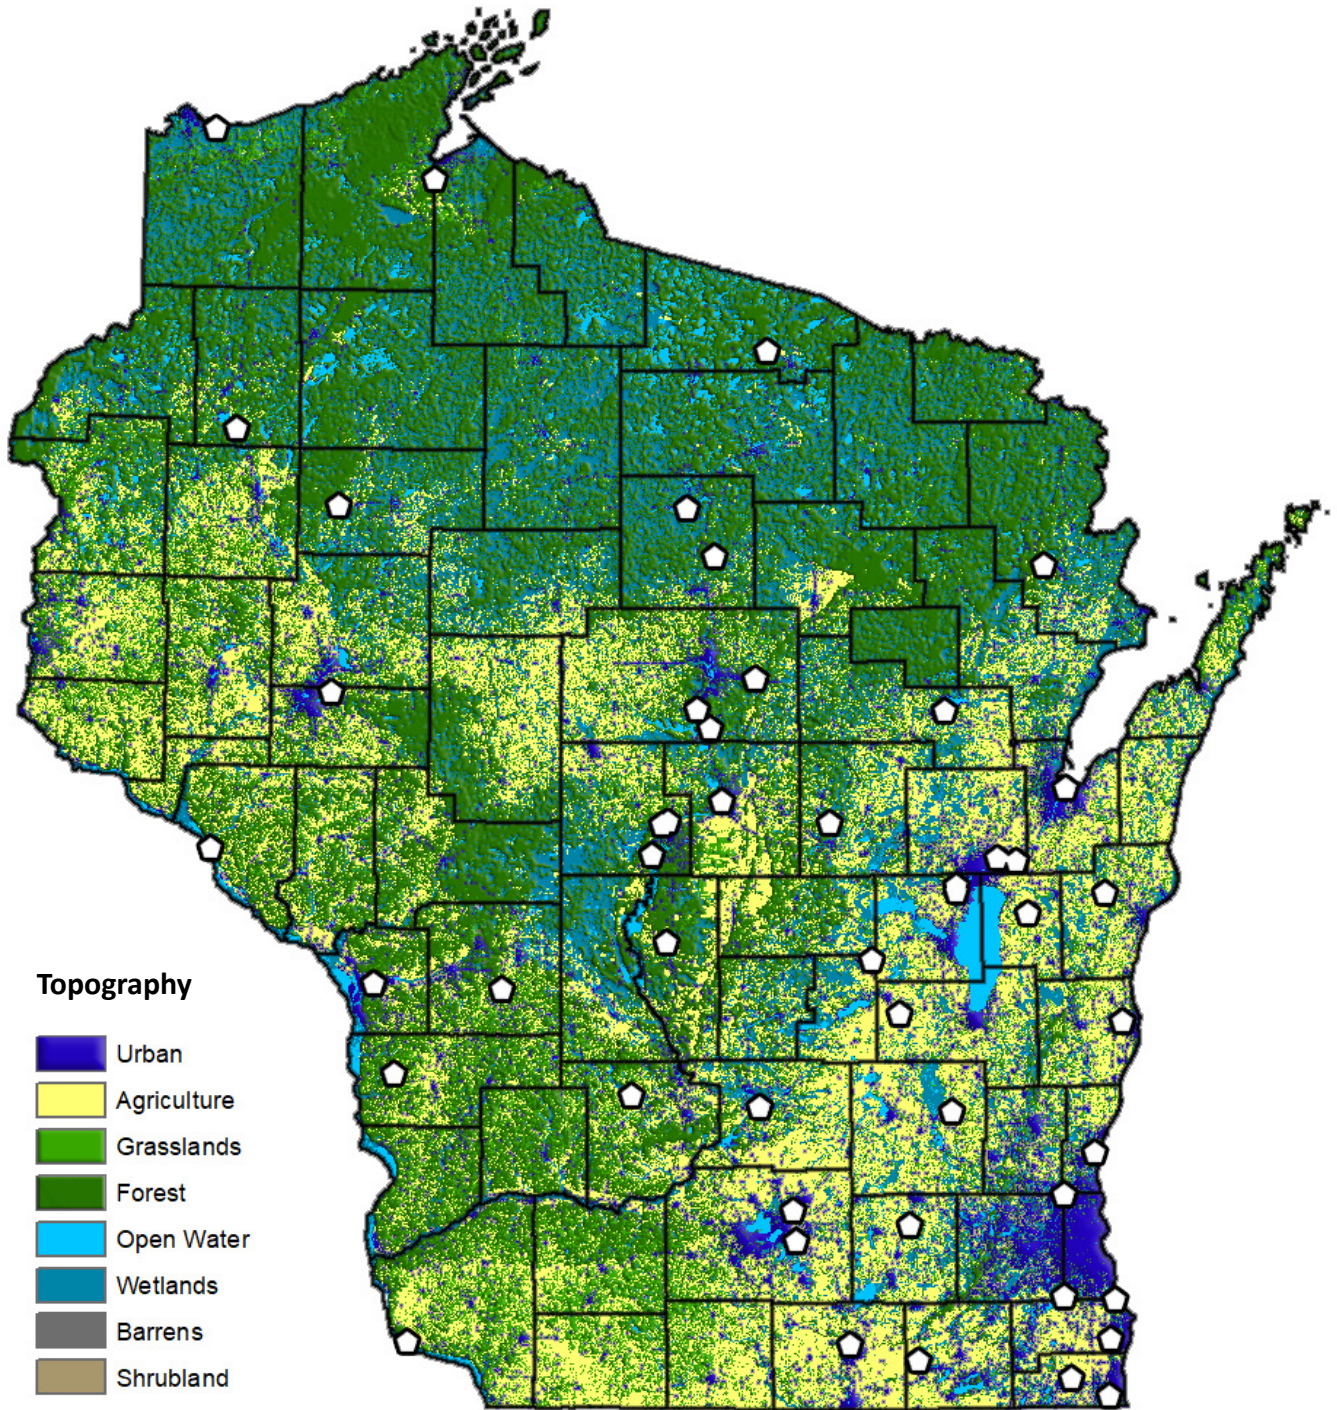 Topography
Urban
Agriculture
Grasslands
Forest
Open Water
Wetlands
Barrens
Shrubland